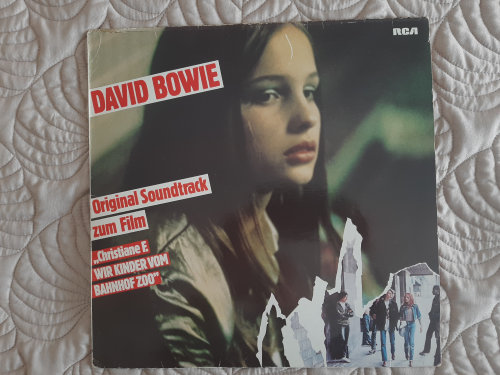 RCA
DAVID BOWIE
Original Soundtrack
zum Film
„Christiane F.
WIR KINDER VOM
BAHNHOF ZOO“